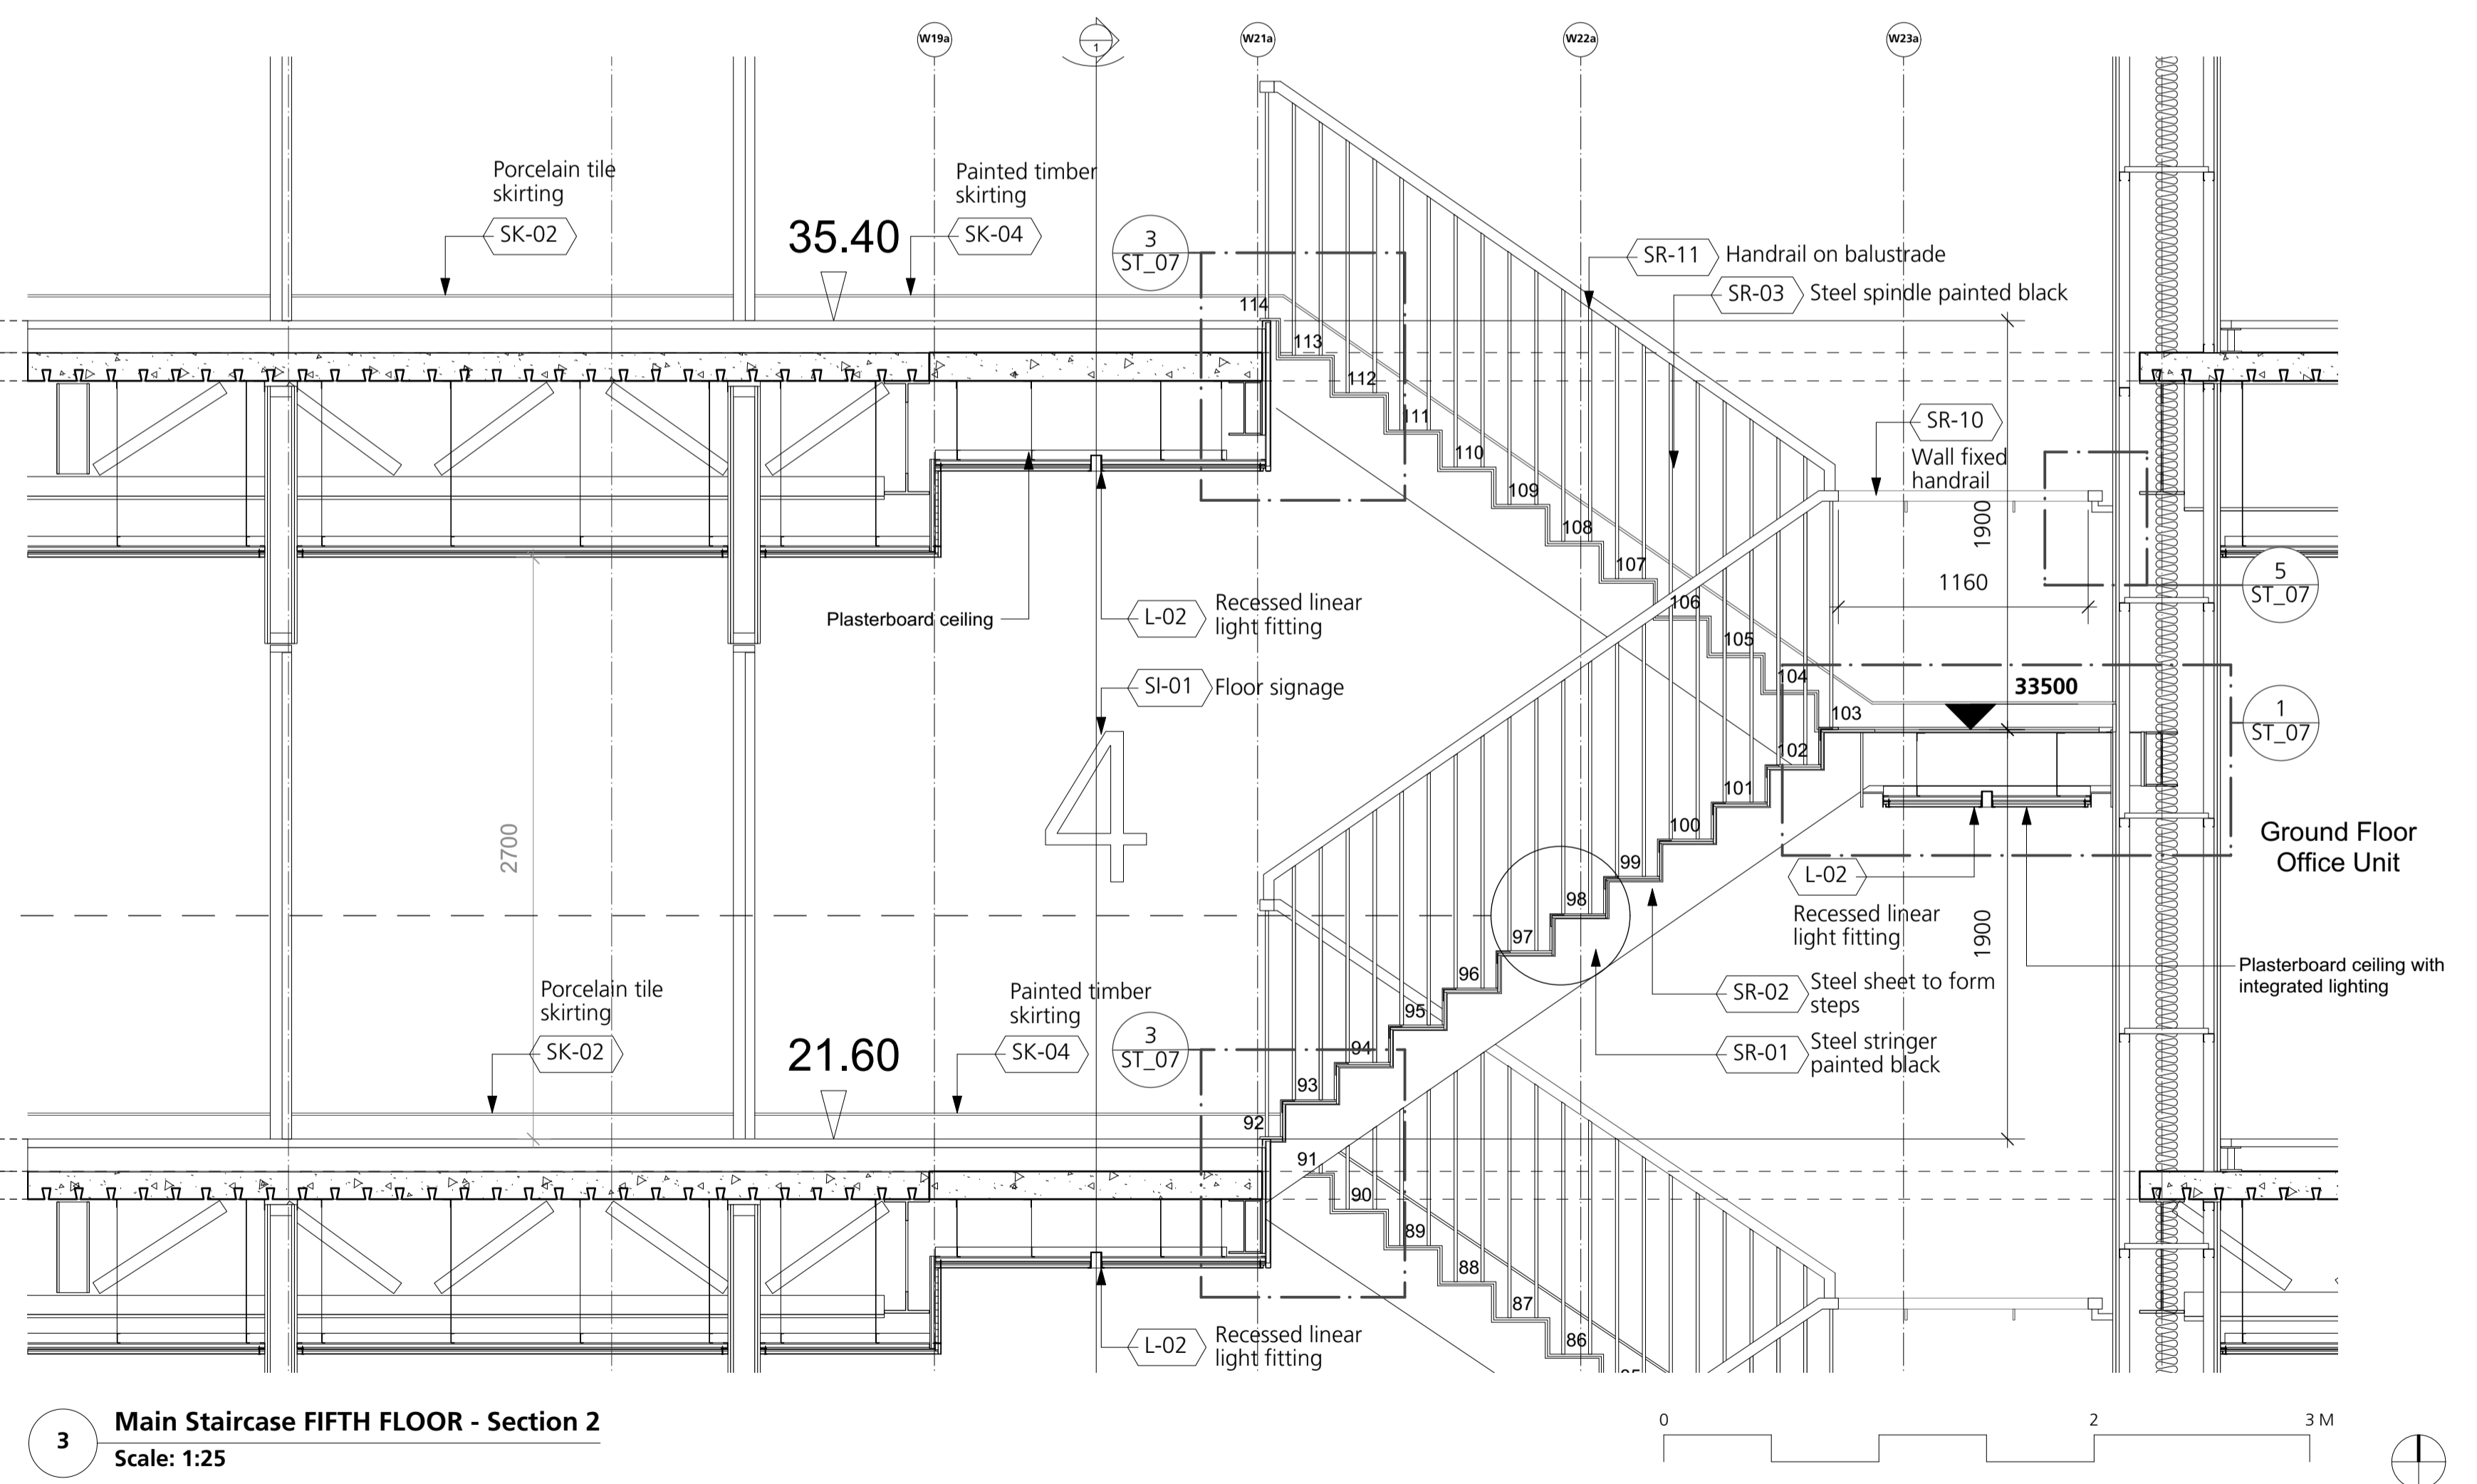 W19a
1
W21a
W22a
W23a
Porcelain tile
skirting
SK-02
Painted timber
skirting
35.40
SK-04
3
ST_07
SR-11
Handrail on balustrade
SR-03
Steel spindle painted black
114
113
112
111
110
109
108
107
106
105
104
103
SR-10
Wall fixed
handrail
1900
1160
5
ST_07
Plasterboard ceiling
L-02
Recessed linear
light fitting
SI-01
Floor signage
4
2700
33500
1
ST_07
102
101
100
99
98
97
96
95
94
93
92
Ground Floor
Office Unit
L-02
Recessed linear
light fitting
1900
Plasterboard ceiling with
integrated lighting
SR-02
Steel sheet to form
steps
SR-01
Steel stringer
painted black
Porcelain tile
skirting
SK-02
Painted timber
skirting
21.60
SK-04
3
ST_07
91
90
89
88
87
86
L-02
Recessed linear
light fitting
3
Main Staircase FIFTH FLOOR - Section 2
Scale: 1:25
0
2
3 M